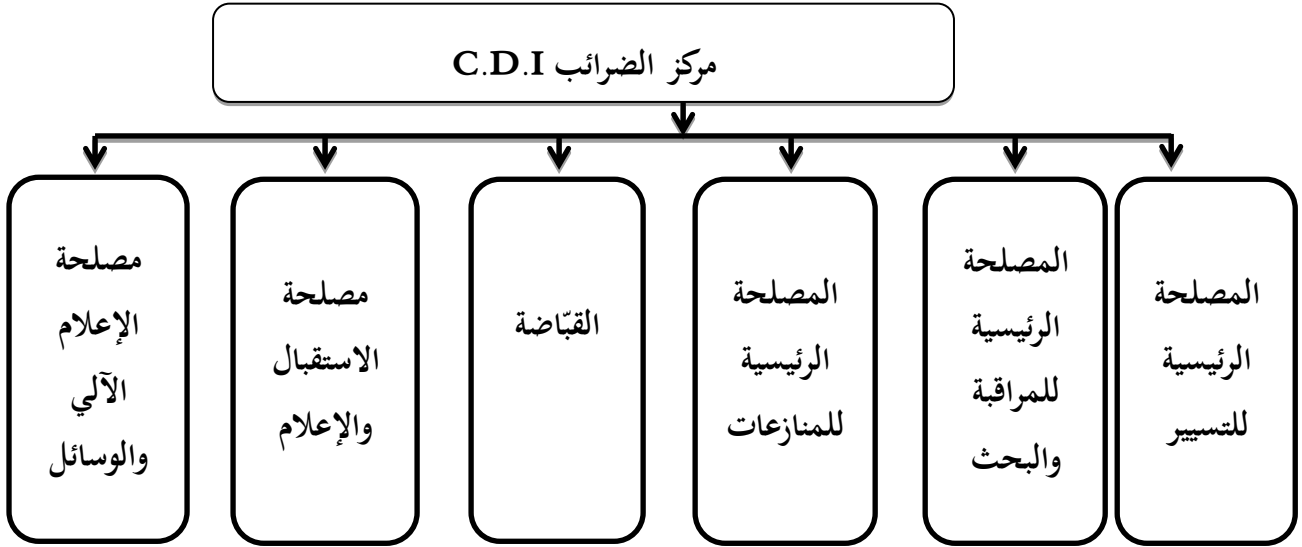 مركز الضرائب C.D.I
المصلحة
الرئيسية
للتسيير
المصلحة
الرئيسية
للمراقبة
والبحث
المصلحة
الرئيسية
للمنازعات
القبّاضة
مصلحة
الاستقبال
والإعلام
مصلحة
الإعلام
الآلي
والوسائل